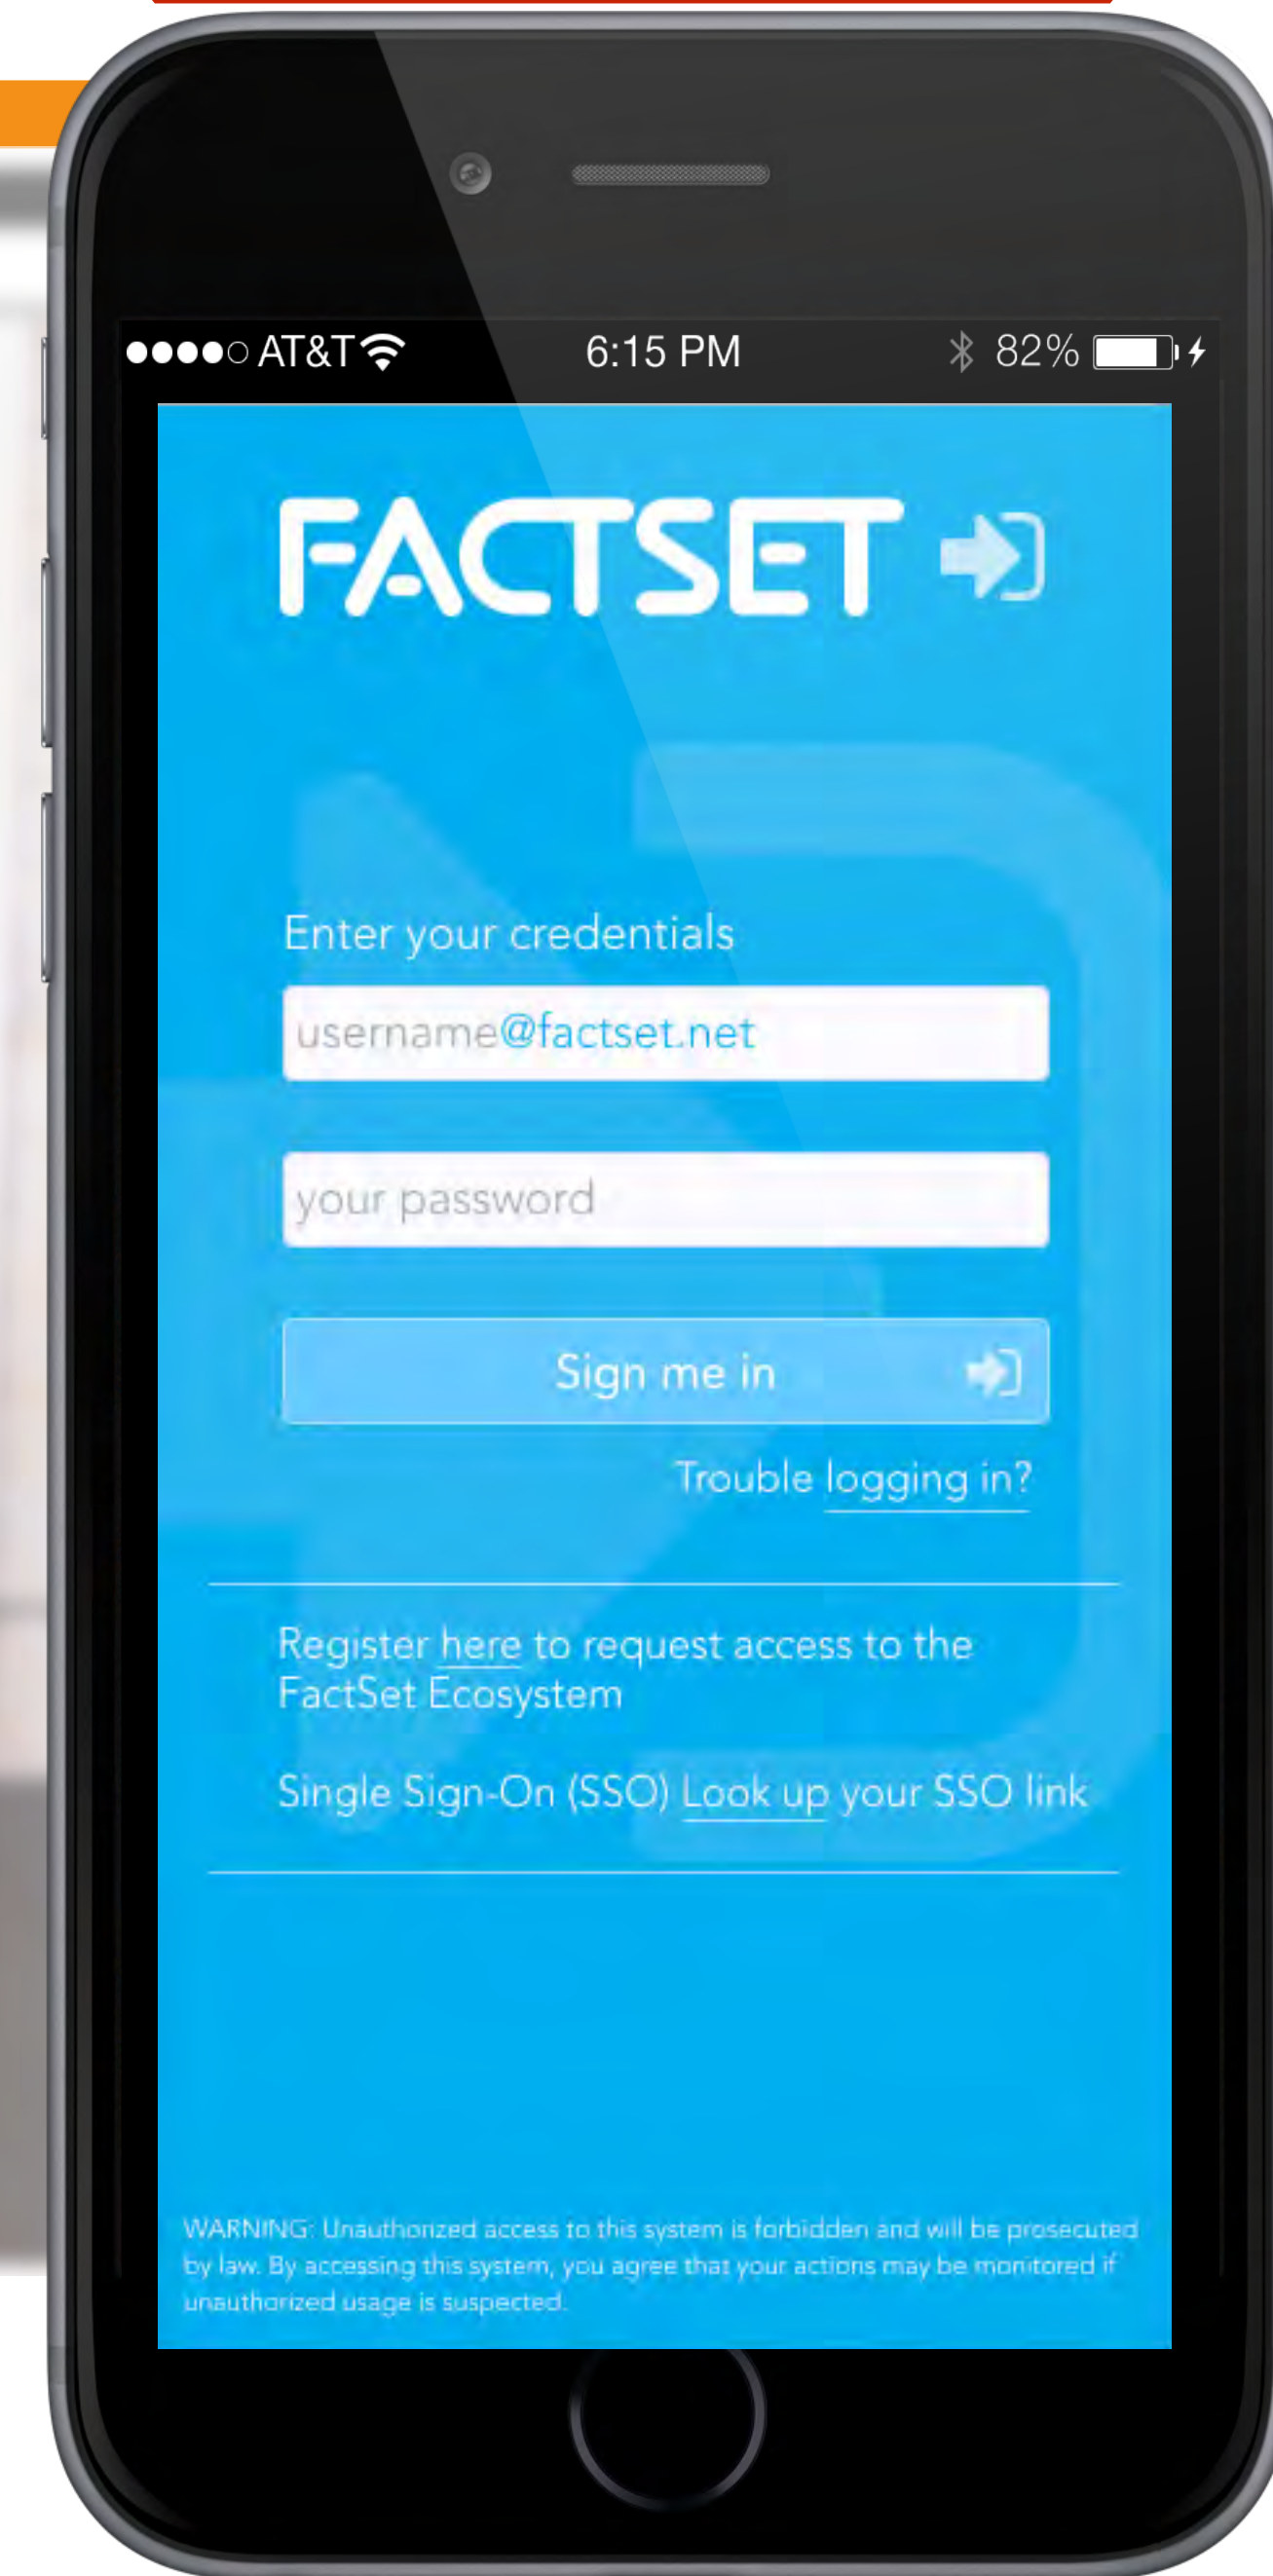 AT&T 6:15 PM 82%
FACTSET
Enter your credentials
username@factset.net
your password
Sign me in
Trouble logging in?
Register here to request access to the
FactSet Ecosystem
Single Sign-On (SSO) Look up your SSO link
WARNING: Unauthorized access to this system is forbidden and will be prosecuted
by law. By accessing this system, you agree that your actions may be monitored if
unauthorized usage is suspected.